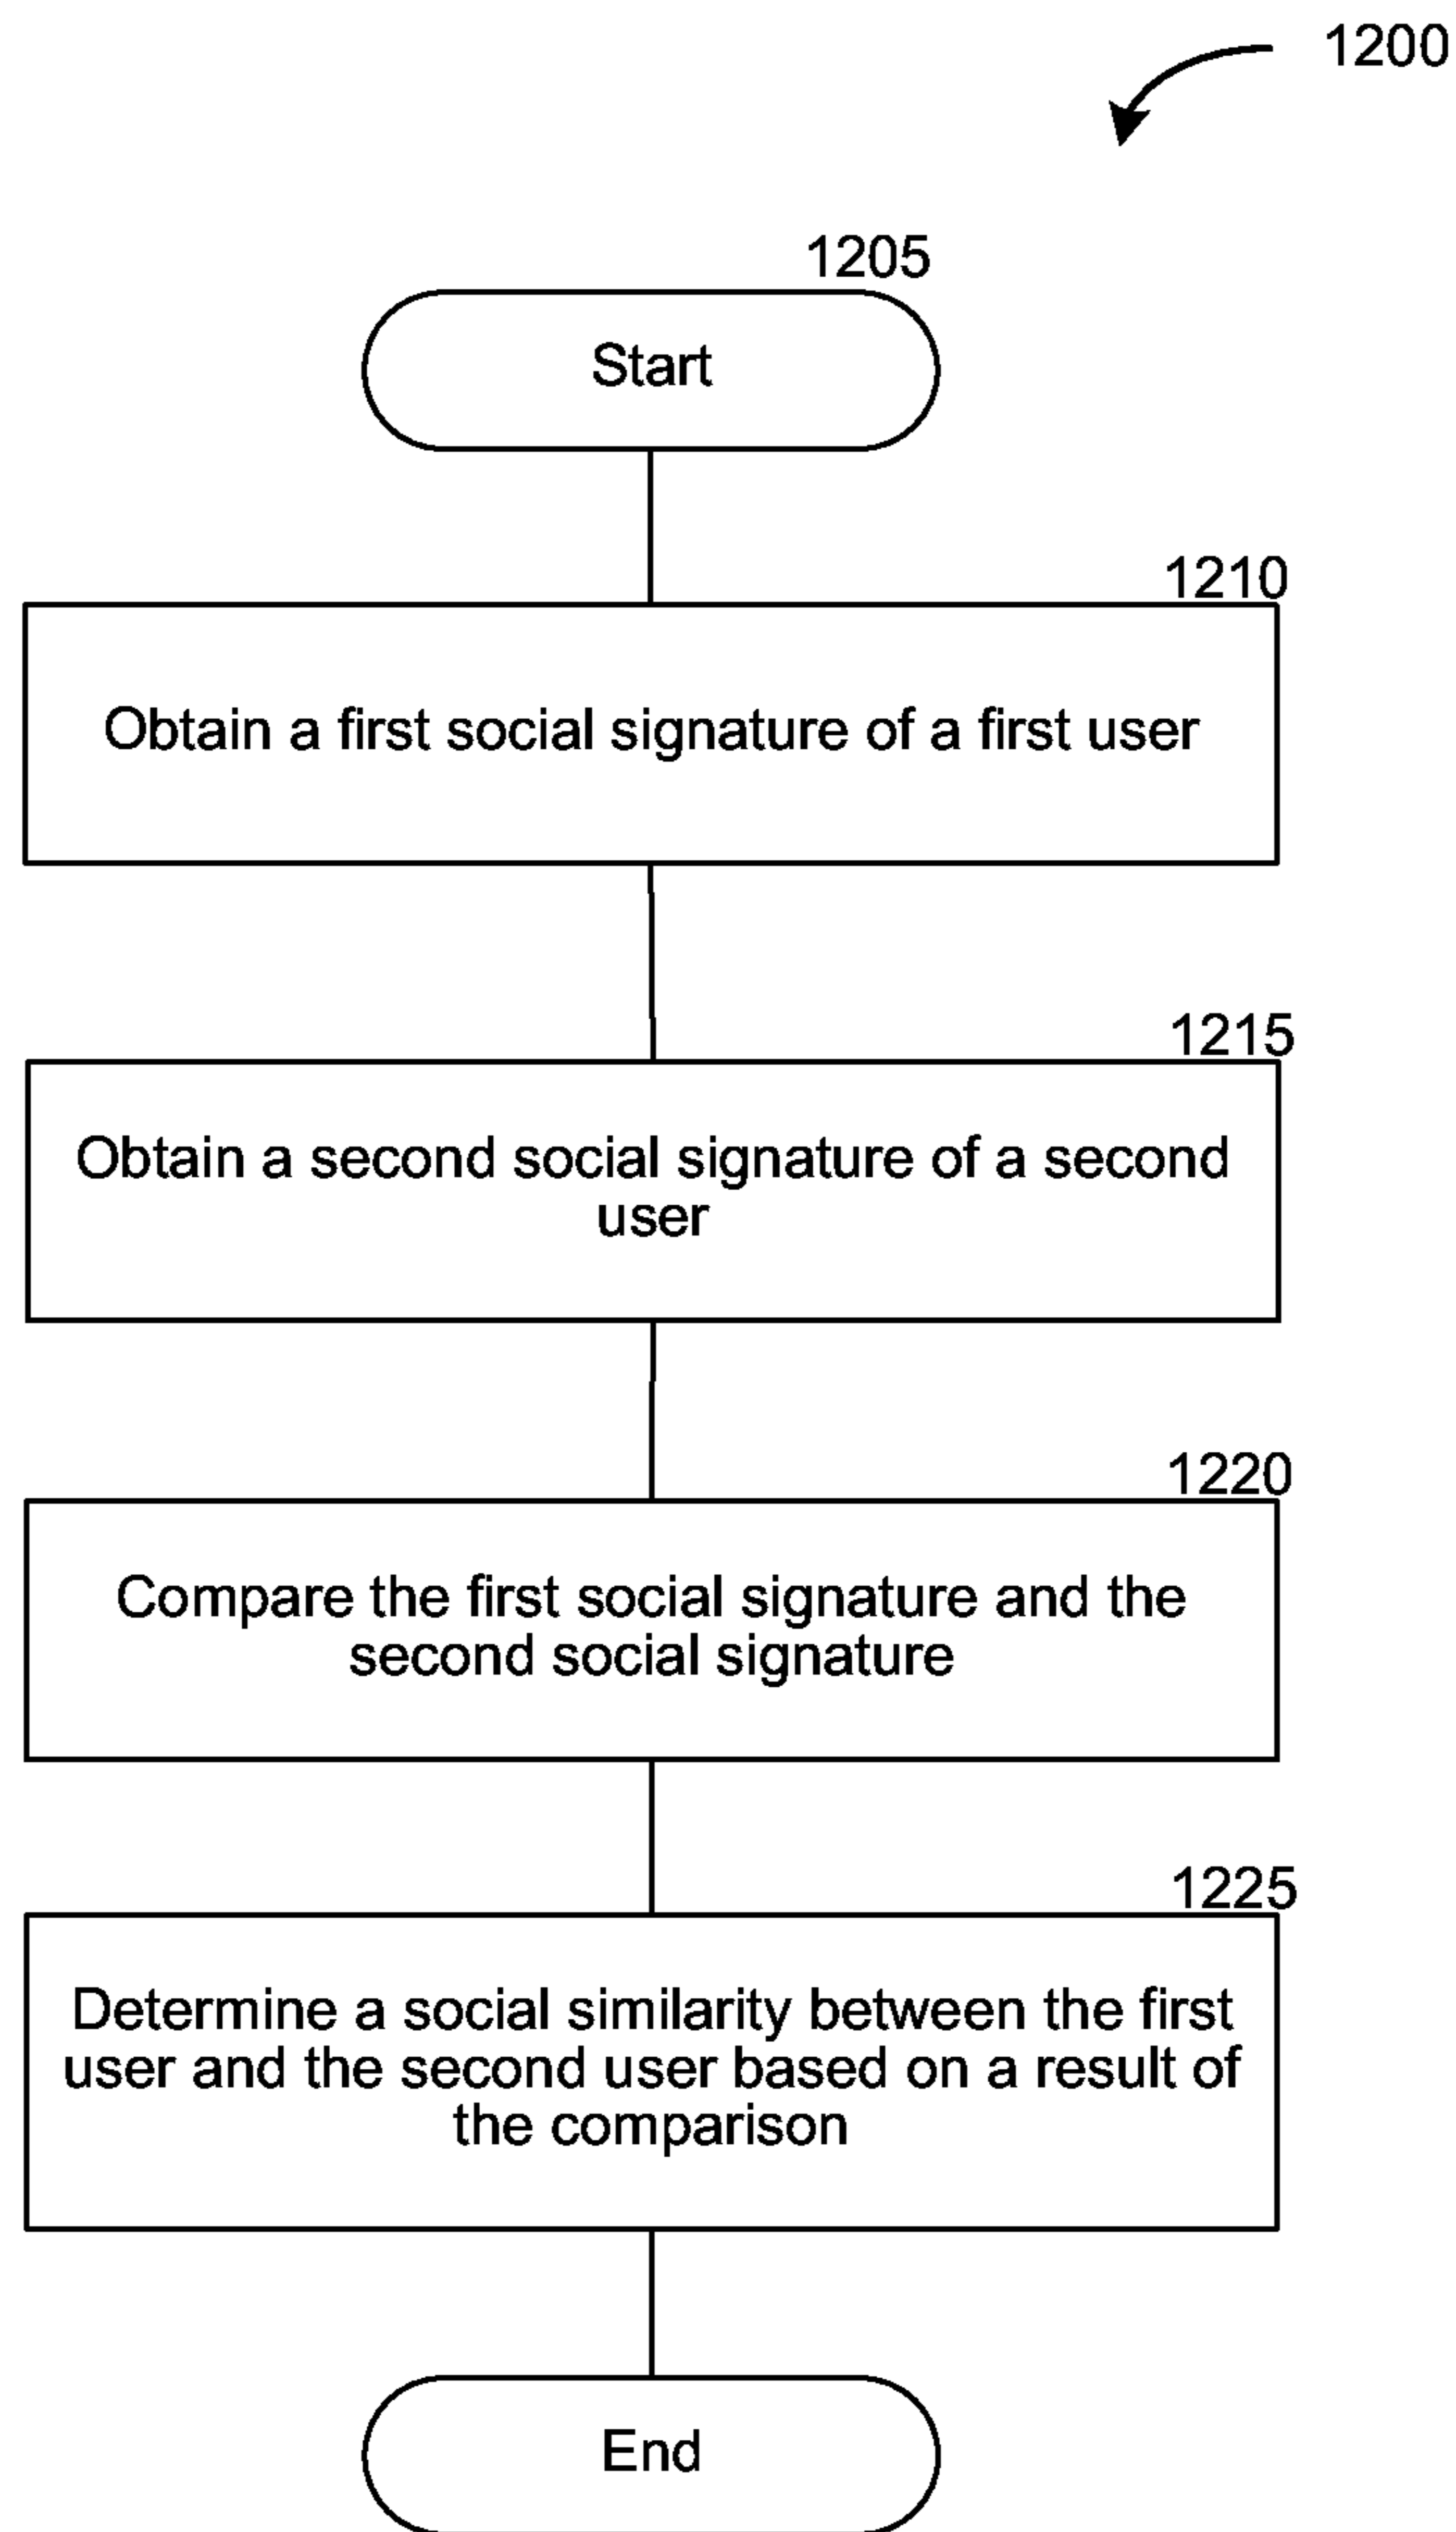 1200
1205
Start
1210
Obtain a first social signature of a first user
1215
Obtain a second social signature of a second
user
1220
Compare the first social signature and the
second social signature
1225
Determine a social similarity between the first
user and the second user based on a result of
the comparison
End